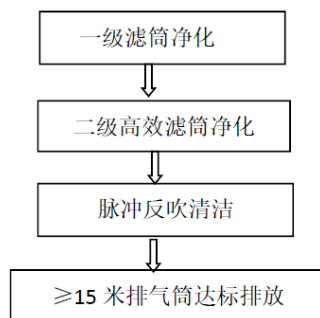 一级滤筒净化
二级高效滤筒净化
脉冲反吹清洁
≥15 米排气筒达标排放